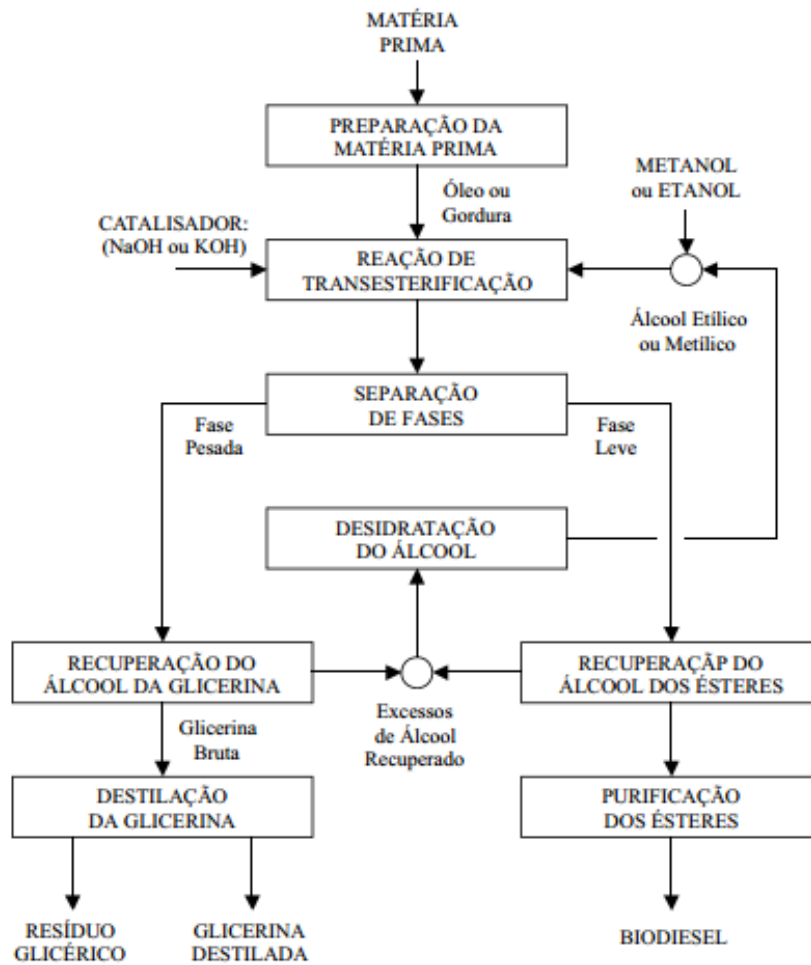 MATÉRIA
PRIMA
PREPARAÇÃO DA
MATÉRIA PRIMA
METANOL
ou ETANOL
Óleo ou
Gordura
CATALISADOR:
(NaOH ou KOH)
REAÇÃO DE
TRANSESTERIFICAÇÃO
Álcool Etílico
ou Metílico
SEPARAÇÃO
DE FASES
Fase
Pesada
Fase
Leve
DESIDRATAÇÃO
DO ÁLCOOL
RECUPERAÇÃO DO
ÁLCOOL DA GLICERINA
RECUPERAÇÃP DO
ÁLCOOL DOS ÉSTERES
Excessos
de Álcool
Recuperado
Glicerina
Bruta
DESTILAÇÃO
DA GLICERINA
PURIFICAÇÃO
DOS ÉSTERES
RESÍDUO
GLICÉRICO
GLICERINA
DESTILADA
BIODIESEL